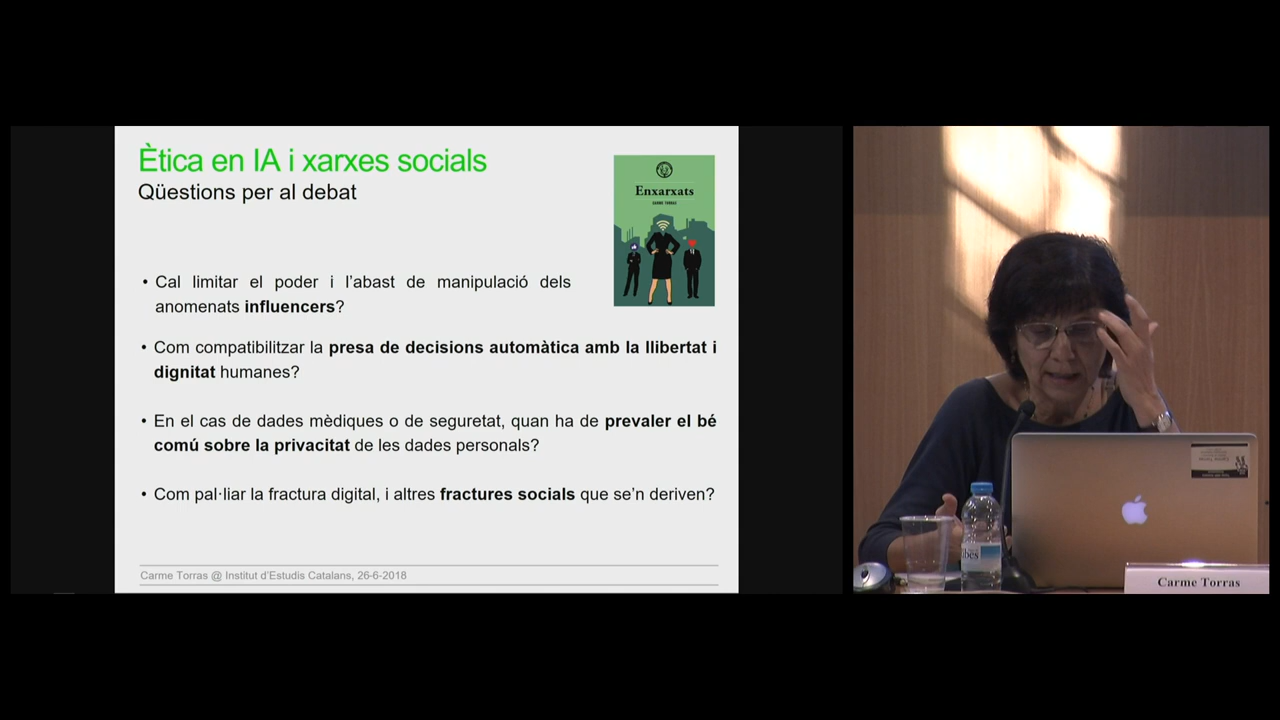 Ètica en IA i xarxes socials
Qüestions per al debat
Enxarxats
CARME TORRAS
• Cal limitar el poder i l’abast de manipulació dels
anomenats influencers?
• Com compatibilitzar la presa de decisions automàtica amb la llibertat i
dignitat humanes?
• En el cas de dades mèdiques o de seguretat, quan ha de prevaler el bé
comú sobre la privacitat de les dades personals?
• Com pal·liar la fractura digital, i altres fractures socials que se’n deriven?
Carme Torras @ Institut d’Estudis Catalans, 26-6-2018
Carme Torras